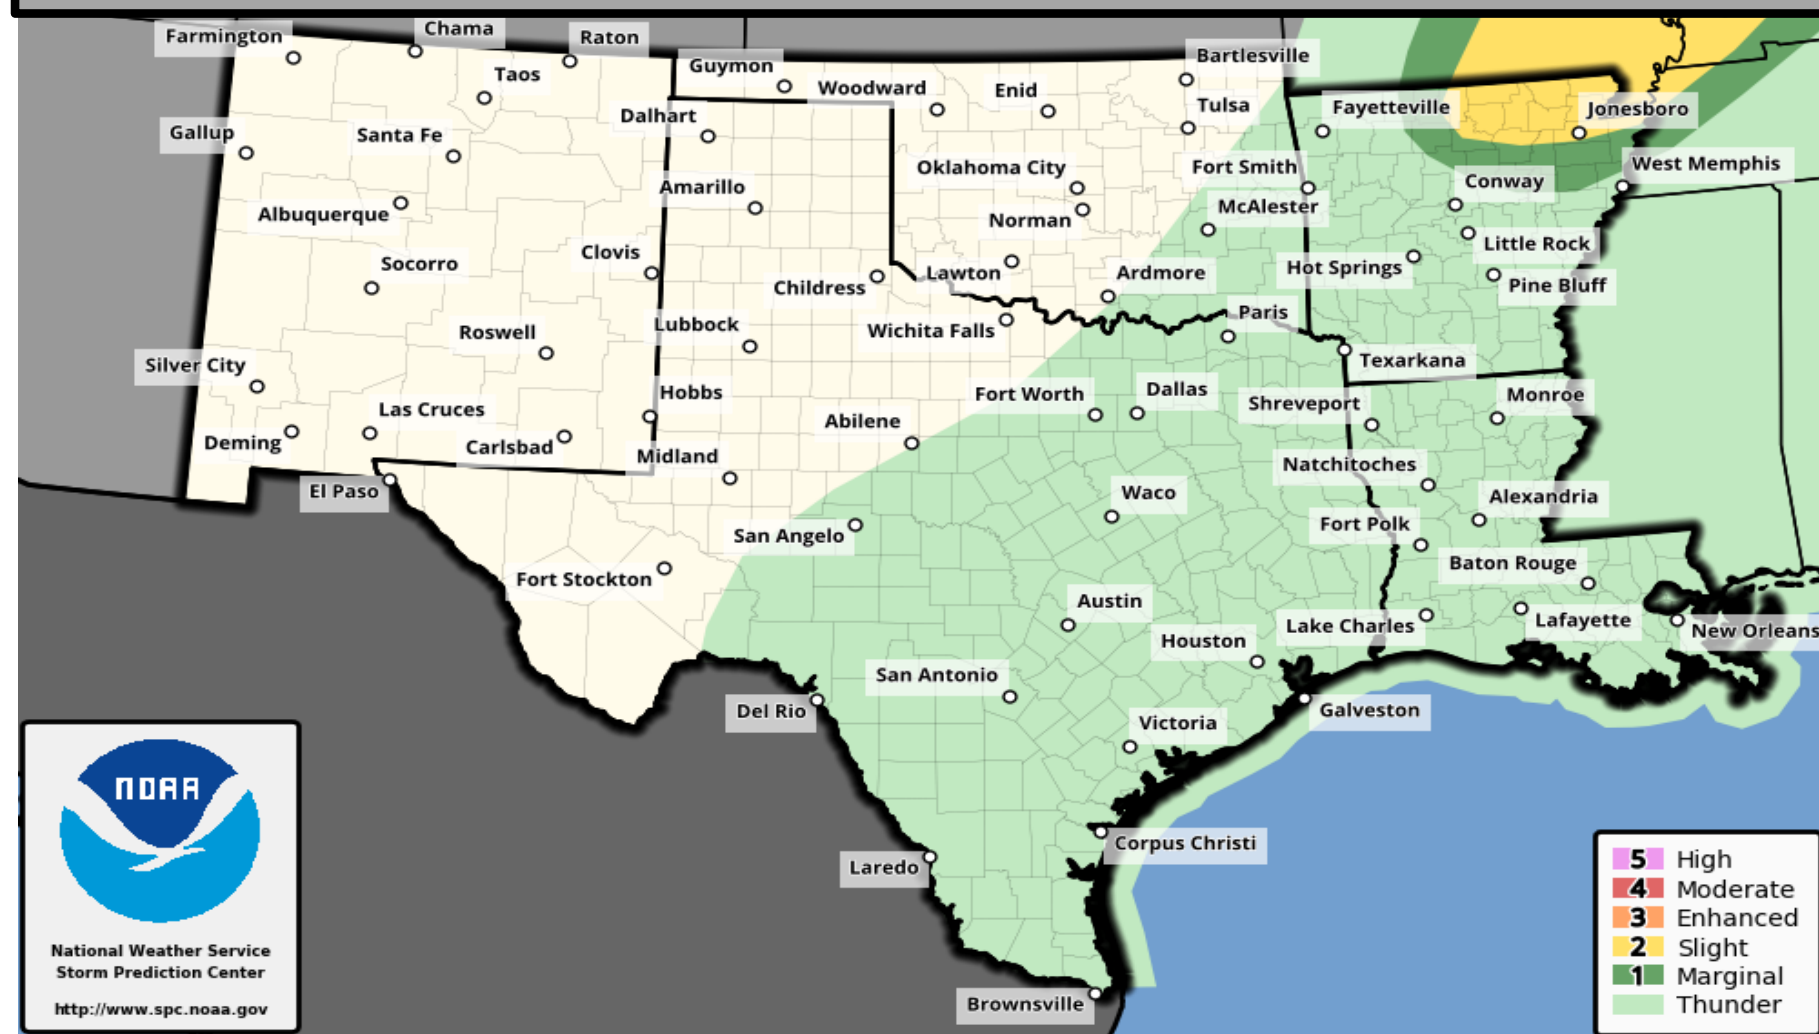 Farmington
Chama
Raton
Taos
Guymon
Woodward
Enid
Bartlesville
Tulsa
Fayetteville
Jonesboro
Gallup
Santa Fe
Dalhart
Oklahoma City
Fort Smith
Conway
West Memphis
Albuquerque
Amarillo
Norman
McAlester
Little Rock
Socorro
Clovis
Childress
Lawton
Ardmore
Hot Springs
Pine Bluff
Roswell
Lubbock
Wichita Falls
Paris
Texarkana
Silver City
Las Cruces
Hobbs
Abilene
Fort Worth
Dallas
Shreveport
Monroe
Deming
Carlsbad
Midland
Natchitoches
El Paso
San Angelo
Waco
Fort Polk
Alexandria
Fort Stockton
Austin
Baton Rouge
Houston
Lake Charles
Lafayette
New Orleans
Del Rio
San Antonio
Victoria
Galveston
Laredo
Corpus Christi
Brownsville
NOAA
National Weather Service
Storm Prediction Center
http://www.spc.noaa.gov
5 High
4 Moderate
3 Enhanced
2 Slight
1 Marginal
Thunder